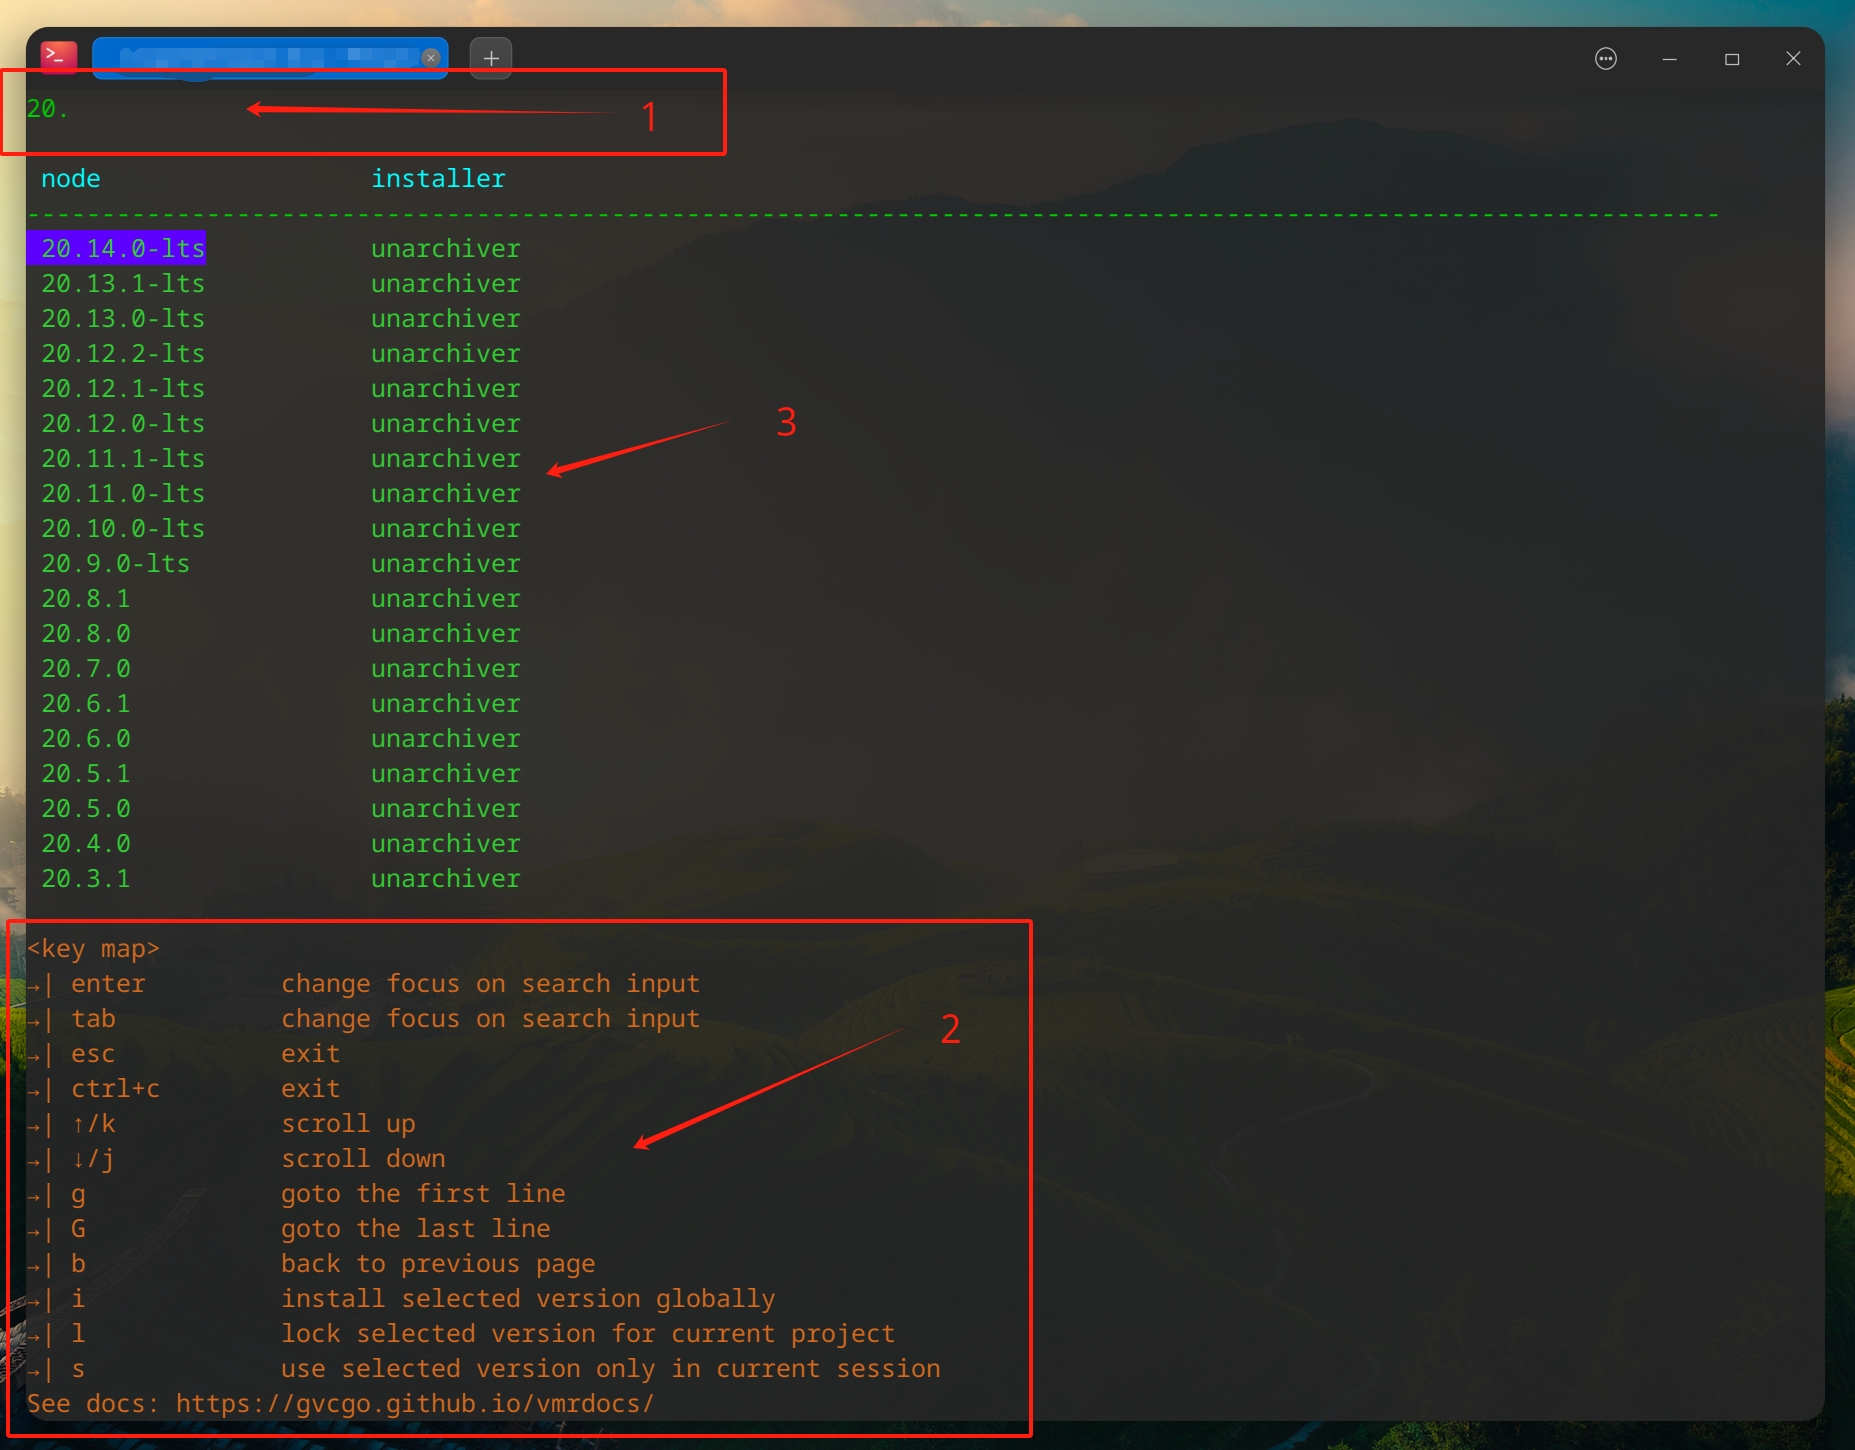 20.
1
node installer
--------------------------------------------------------------------------------
20.14.0-lts unarchiver
20.13.1-lts unarchiver
20.13.0-lts unarchiver
20.12.2-lts unarchiver
20.12.1-lts unarchiver
20.12.0-lts unarchiver
3
20.11.1-lts unarchiver
20.11.0-lts unarchiver
20.10.0-lts unarchiver
20.9.0-lts unarchiver
20.8.1 unarchiver
20.8.0 unarchiver
20.7.0 unarchiver
20.6.1 unarchiver
20.6.0 unarchiver
20.5.1 unarchiver
20.5.0 unarchiver
20.4.0 unarchiver
20.3.1 unarchiver
<key map>
→| enter change focus on search input
→| tab change focus on search input
2
→| esc exit
→| ctrl+c exit
→| ↑/k scroll up
→| ↓/j scroll down
→| g goto the first line
→| G goto the last line
→| b back to previous page
→| i install selected version globally
→| l lock selected version for current project
→| s use selected version only in current session
See docs: https://gvcgo.github.io/vmrdocs/